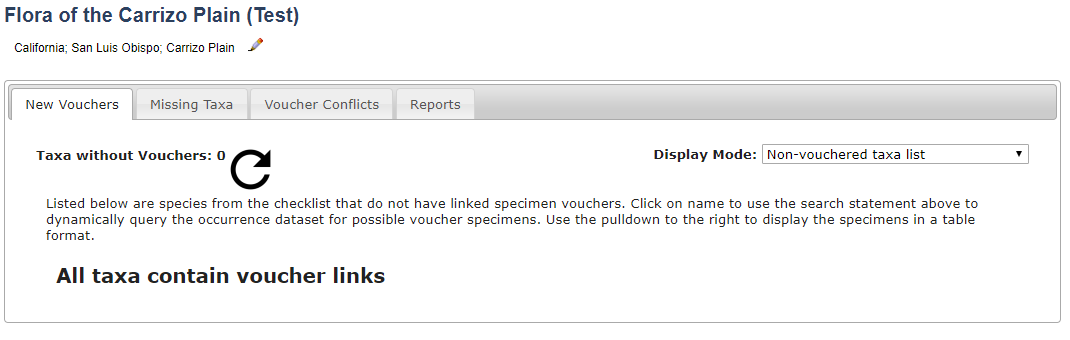 Flora of the Carrizo Plain (Test)
California; San Luis Obispo; Carrizo Plain
New Vouchers Missing Taxa Voucher Conflicts Reports
Taxa without Vouchers: 0 Display Mode: Non-vouchered taxa list
Listed below are species from the checklist that do not have linked specimen vouchers. Click on name to use the search statement above to
dynamically query the occurrence dataset for possible voucher specimens. Use the pulldown to the right to display the specimens in a table
format.
All taxa contain voucher links